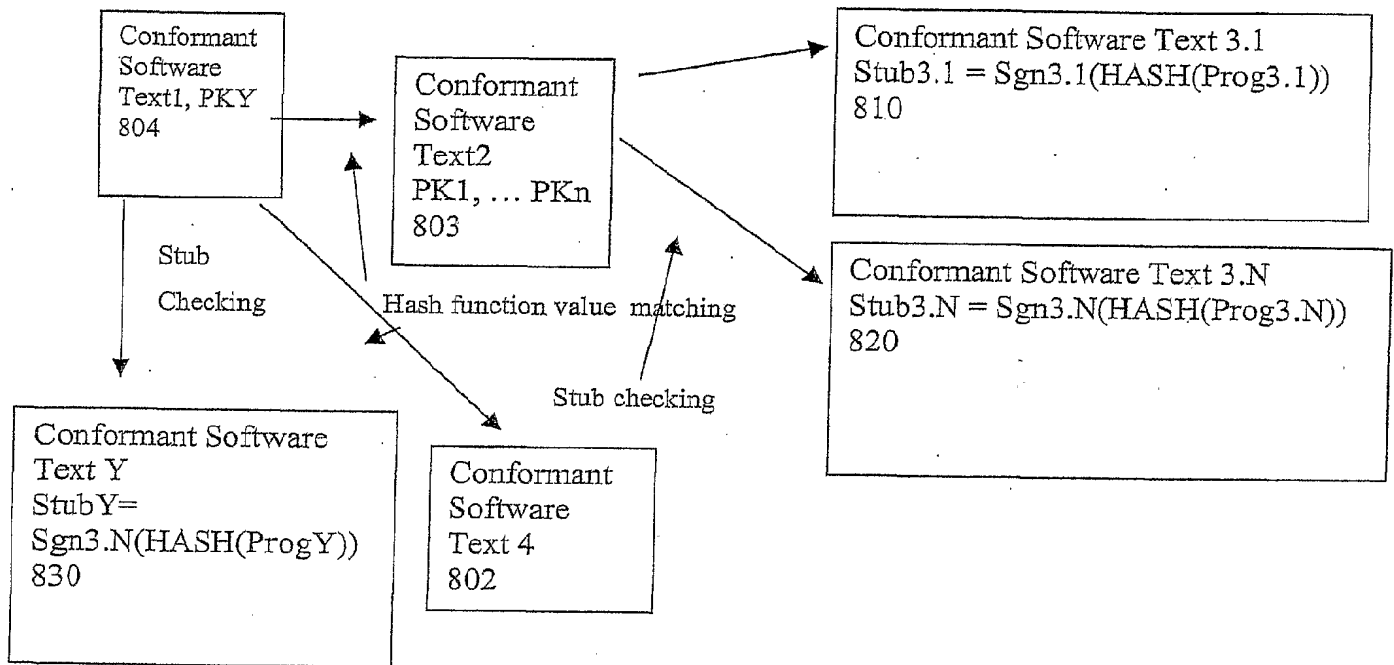 Conformant
Software
Text1, PKY
804
Conformant
Software
Text2
PK1, ... PKn
803
Conformant Software Text 3.1
Stub3.1 = Sgn3.1(HASH(Prog3.1))
810
Conformant Software Text 3.N
Stub3.N = Sgn3.N(HASH(Prog3.N))
820
Stub
Checking
Hash function value matching
Stub checking
Conformant Software
Text Y
StubY=
Sgn3.N(HASH(ProgY))
830
Conformant
Software
Text 4
802